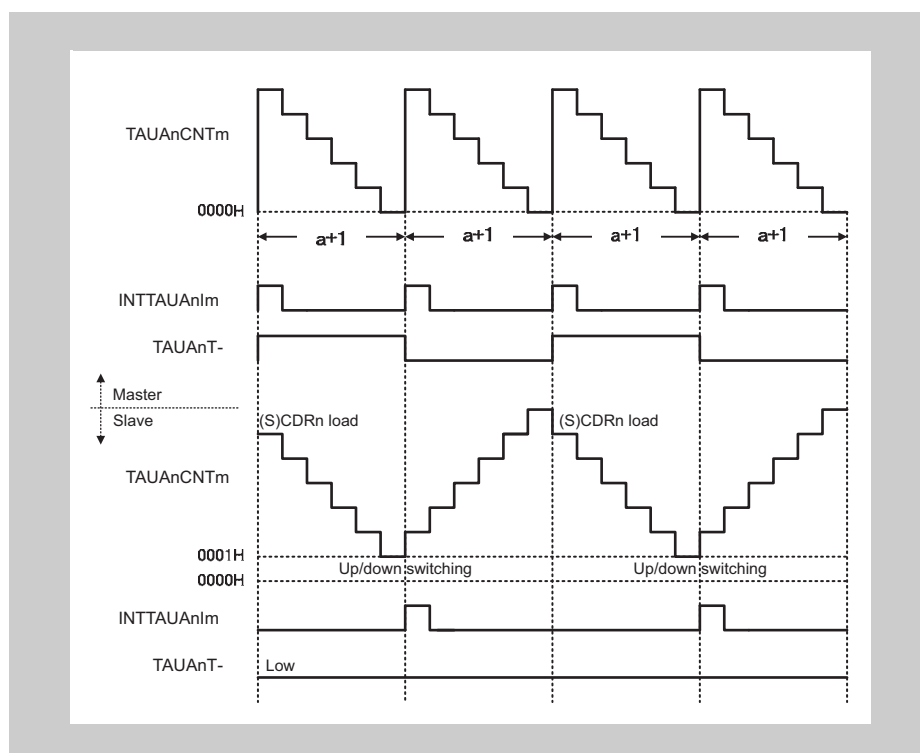 TAUAnCNTm
0000H
a+1 a+1 a+1 a+1
INTTAUAnIm
TAUAnT-
Master
Slave
(S)CDRn load (S)CDRn load
TAUAnCNTm
0001H
Up/down switching Up/down switching
0000H
INTTAUAnIm
TAUAnT-
Low